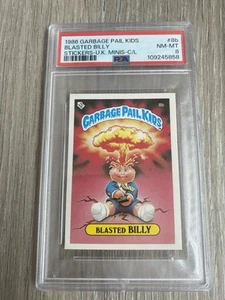 1986 GARBAGE PAIL KIDS #8b
BLASTED BILLY NM-MT
STICKERS-U.K. MINIS-C/L 8
PSA 109245858
8b
GARBAGE PAIL KIDS
BLASTED BILLY